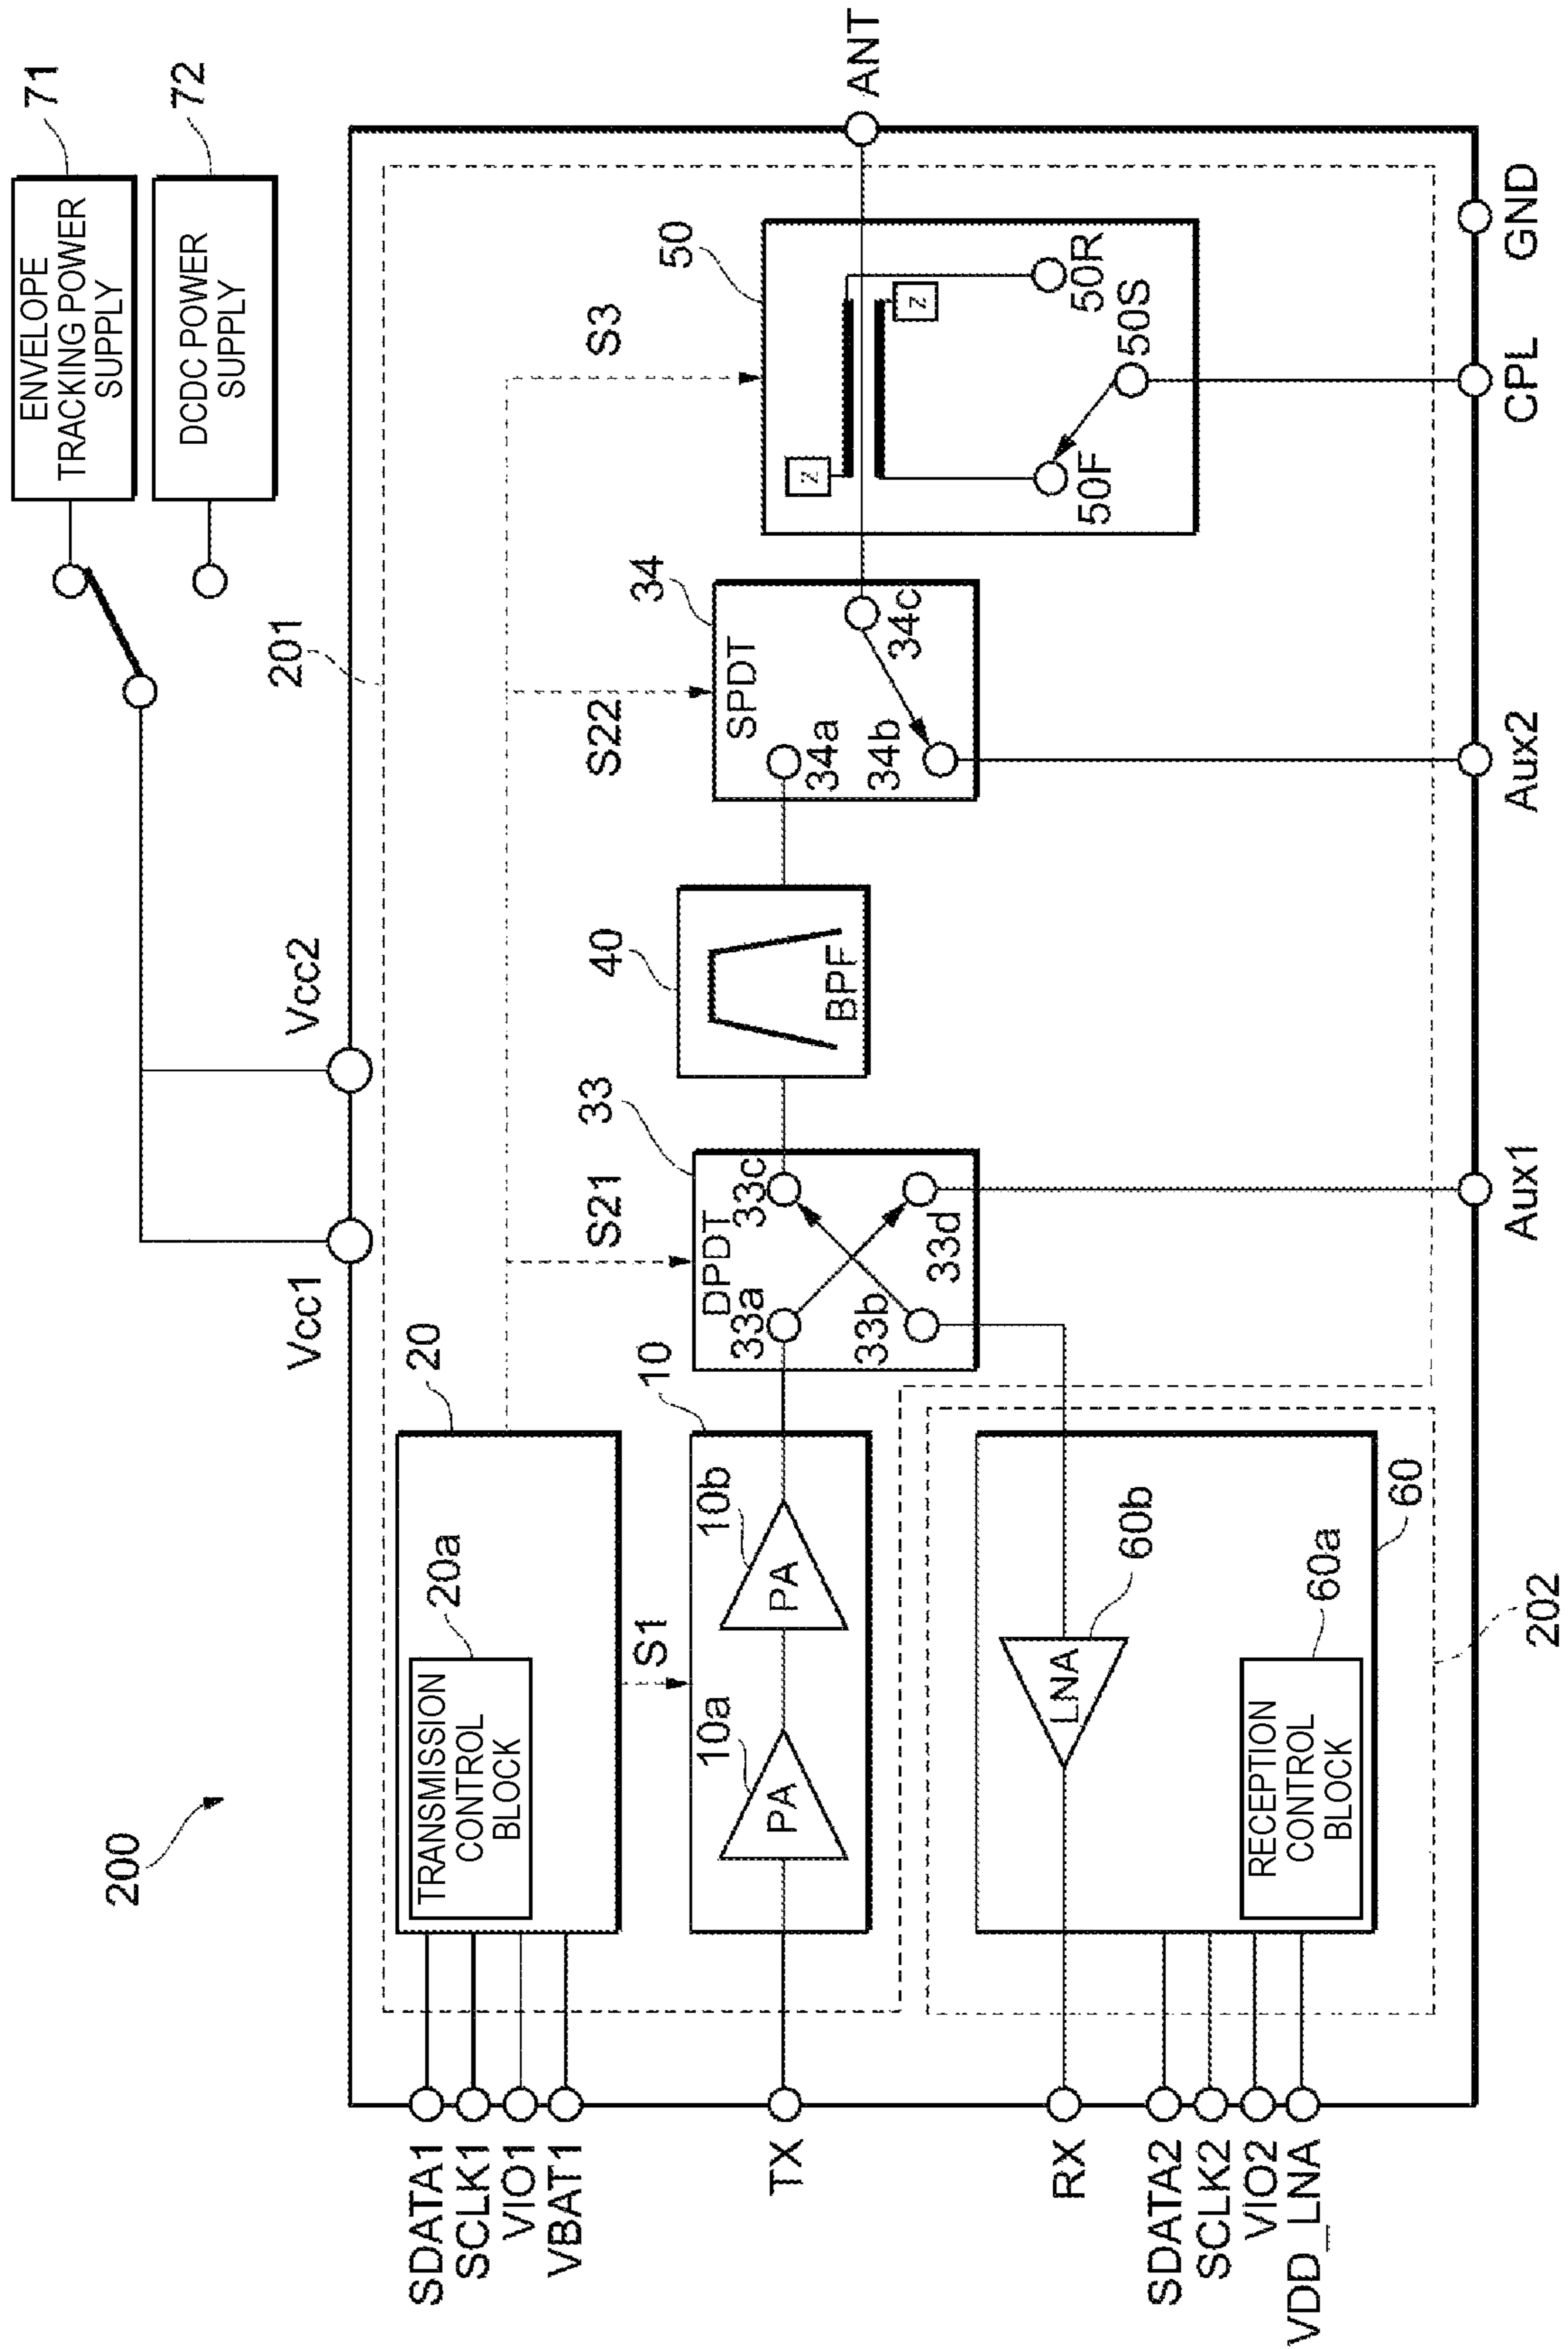 200
ENVELOPE
TRACKING POWER
SUPPLY
71
DCDC POWER
SUPPLY
72
Vcc1
Vcc2
201
20
TRANSMISSION
CONTROL
BLOCK
20a
SDATA1
SCLK1
VIO1
VBAT1
S1
S21
S22
S3
10
10a
PA
10b
PA
TX
33
DPDT
33a
33c
33b
33d
40
BPF
34
SPDT
34a
34b
34c
50
Z
Z
50F
50R
50S
ANT
LNA
60b
RX
SDATA2
SCLK2
VIO2
VDD_LNA
RECEPTION
CONTROL
BLOCK
60a
60
202
Aux1
Aux2
CPL
GND